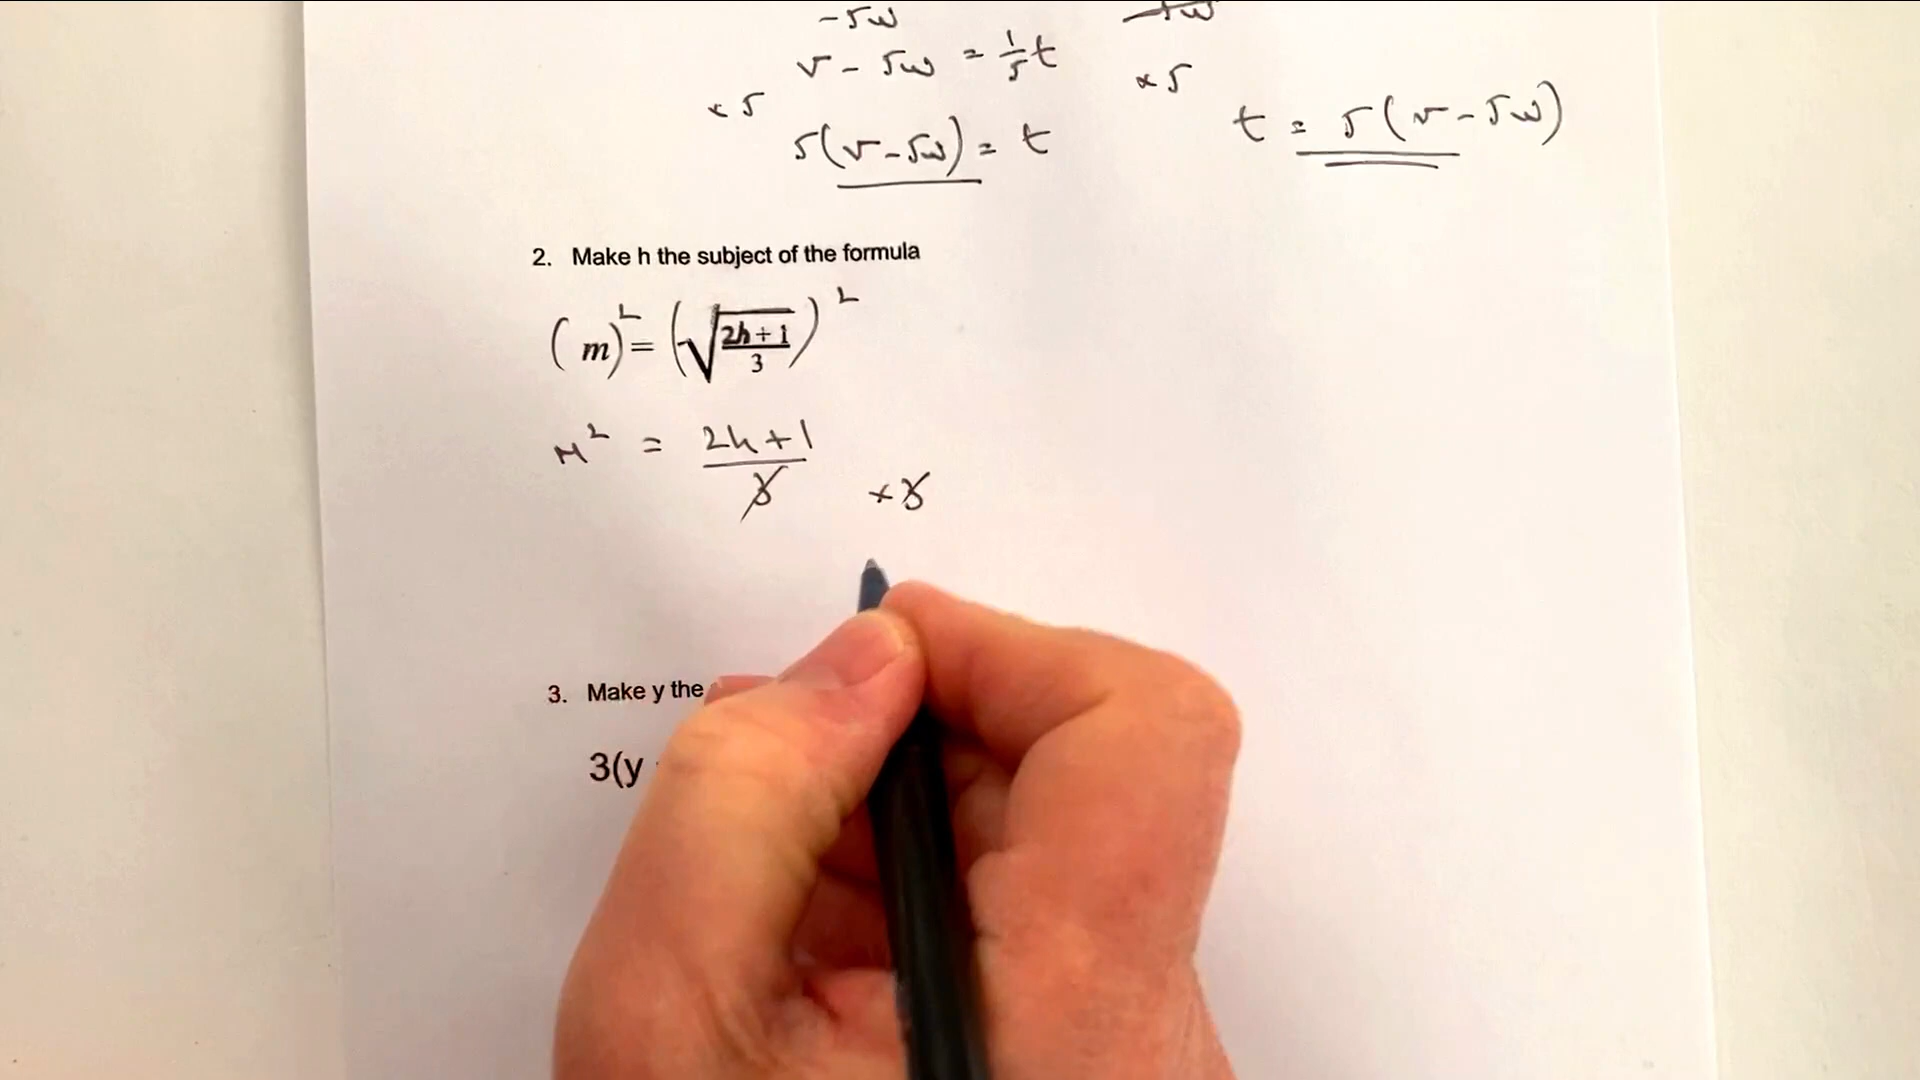 -5w
v - 5w = 1/5 t
×5 ×5
5(v-5w) = t t = 5(v-5w)
2. Make h the subject of the formula
(m)² = (√((2h+1)/3))²
M² = (2h+1)/3 ×3
3. Make y the
3(y